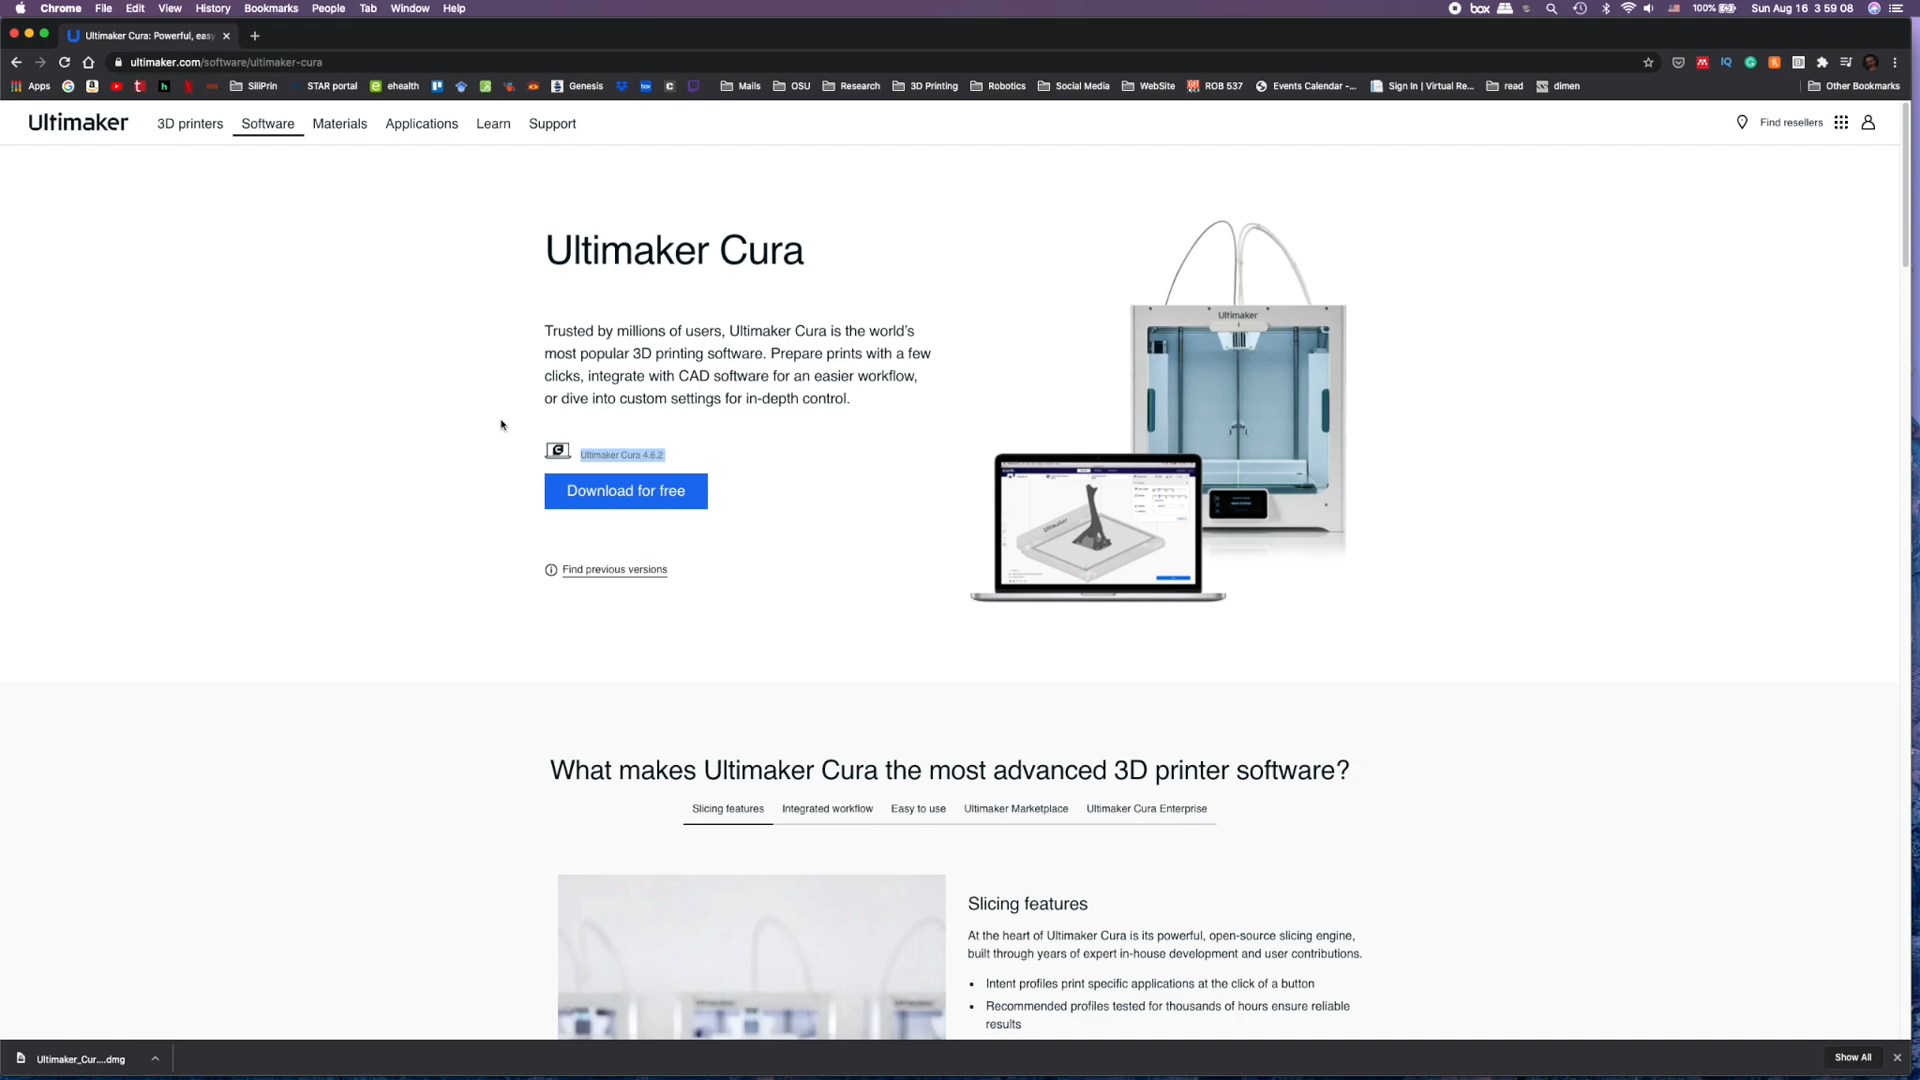 Chrome File Edit View History Bookmarks People Tab Window Help box 100% Sun Aug 16 3 59 08
Ultimaker Cura: Powerful, easy
ultimaker.com/software/ultimaker-cura
Apps SiliPrin STAR portal ehealth Genesis Mails OSU Research 3D Printing Robotics Social Media WebSite ROB 537 Events Calendar -... Sign In | Virtual Re... read dimen Other Bookmarks
Ultimaker 3D printers Software Materials Applications Learn Support Find resellers
Ultimaker Cura
Trusted by millions of users, Ultimaker Cura is the world's
most popular 3D printing software. Prepare prints with a few
clicks, integrate with CAD software for an easier workflow,
or dive into custom settings for in-depth control.
Ultimaker Cura 4.6.2
Download for free
Find previous versions
Ultimaker
What makes Ultimaker Cura the most advanced 3D printer software?
Slicing features Integrated workflow Easy to use Ultimaker Marketplace Ultimaker Cura Enterprise
Slicing features
At the heart of Ultimaker Cura is its powerful, open-source slicing engine,
built through years of expert in-house development and user contributions.
• Intent profiles print specific applications at the click of a button
• Recommended profiles tested for thousands of hours ensure reliable
results
Ultimaker_Cur....dmg Show All